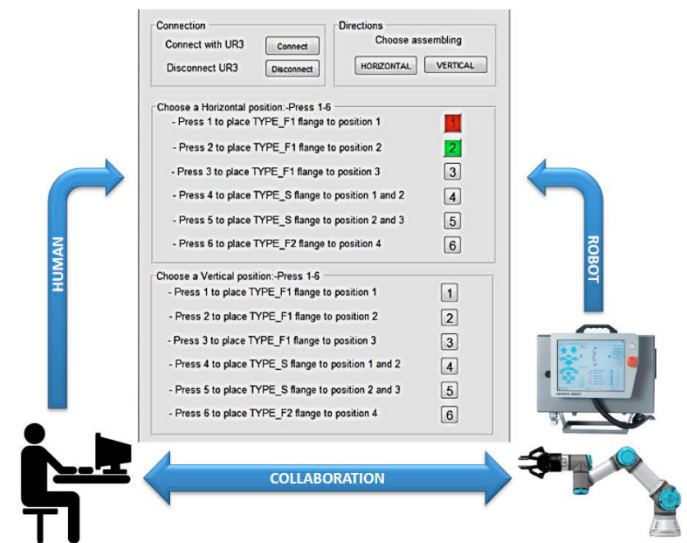 Connection
Connect with UR3
Connect
Disconnect UR3
Disconnect
Directions
Choose assembling
HORIZONTAL
VERTICAL
Choose a Horizontal position:-Press 1-6
- Press 1 to place TYPE_F1 flange to position 1
1
- Press 2 to place TYPE_F1 flange to position 2
2
- Press 3 to place TYPE_F1 flange to position 3
3
- Press 4 to place TYPE_S flange to position 1 and 2
4
- Press 5 to place TYPE_S flange to position 2 and 3
5
- Press 6 to place TYPE_F2 flange to position 4
6
Choose a Vertical position:-Press 1-6
- Press 1 to place TYPE_F1 flange to position 1
1
- Press 2 to place TYPE_F1 flange to position 2
2
- Press 3 to place TYPE_F1 flange to position 3
3
- Press 4 to place TYPE_S flange to position 1 and 2
4
- Press 5 to place TYPE_S flange to position 2 and 3
5
- Press 6 to place TYPE_F2 flange to position 4
6
HUMAN
ROBOT
COLLABORATION